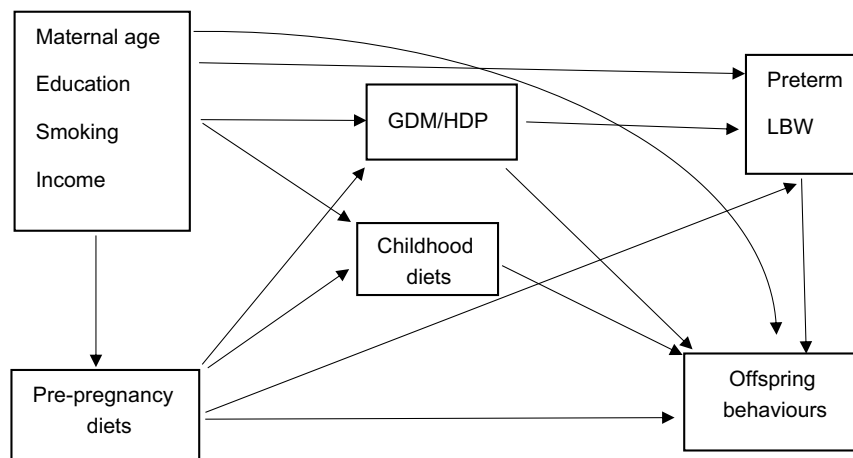 Maternal age
Education
Smoking
Income
GDM/HDP
Preterm
LBW
Childhood
diets
Pre-pregnancy
diets
Offspring
behaviours